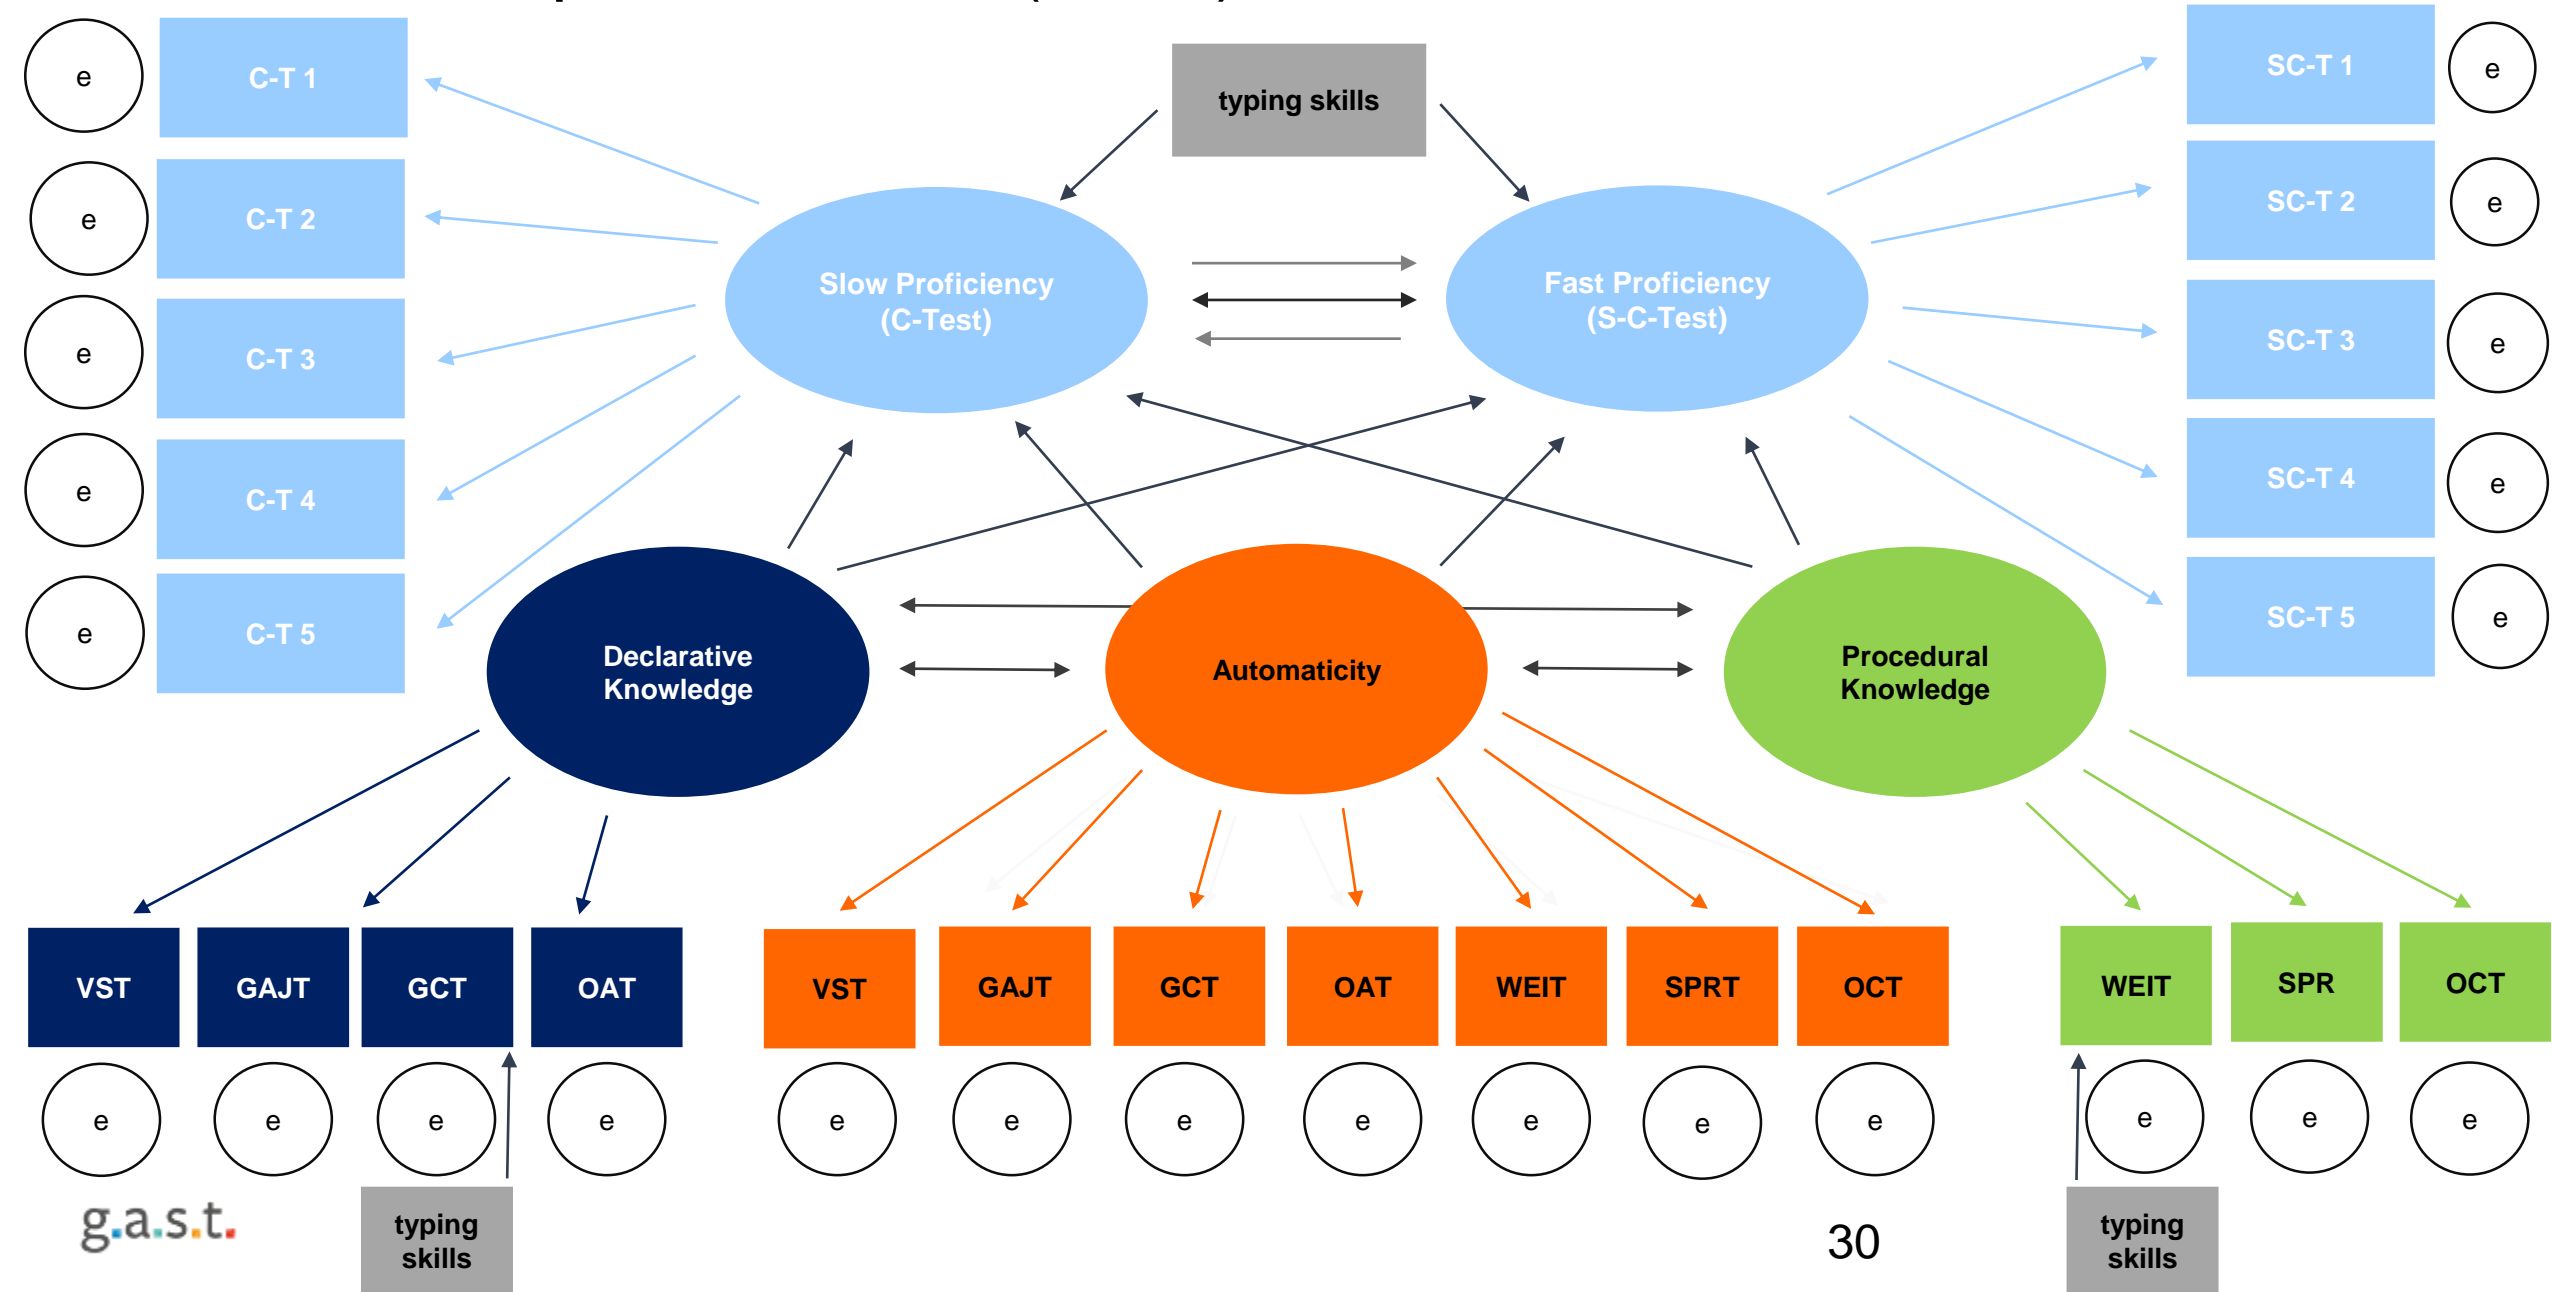 e
C-T 1
typing skills
SC-T 1
e
e
C-T 2
SC-T 2
e
Slow Proficiency
(C-Test)
Fast Proficiency
(S-C-Test)
e
C-T 3
SC-T 3
e
e
C-T 4
SC-T 4
e
e
C-T 5
SC-T 5
e
Declarative
Knowledge
Automaticity
Procedural
Knowledge
VST
GAJT
GCT
OAT
VST
GAJT
GCT
OAT
WEIT
SPRT
OCT
WEIT
SPR
OCT
e
e
e
e
e
e
e
e
e
e
e
e
e
e
g.a.s.t.
typing
skills
30
typing
skills